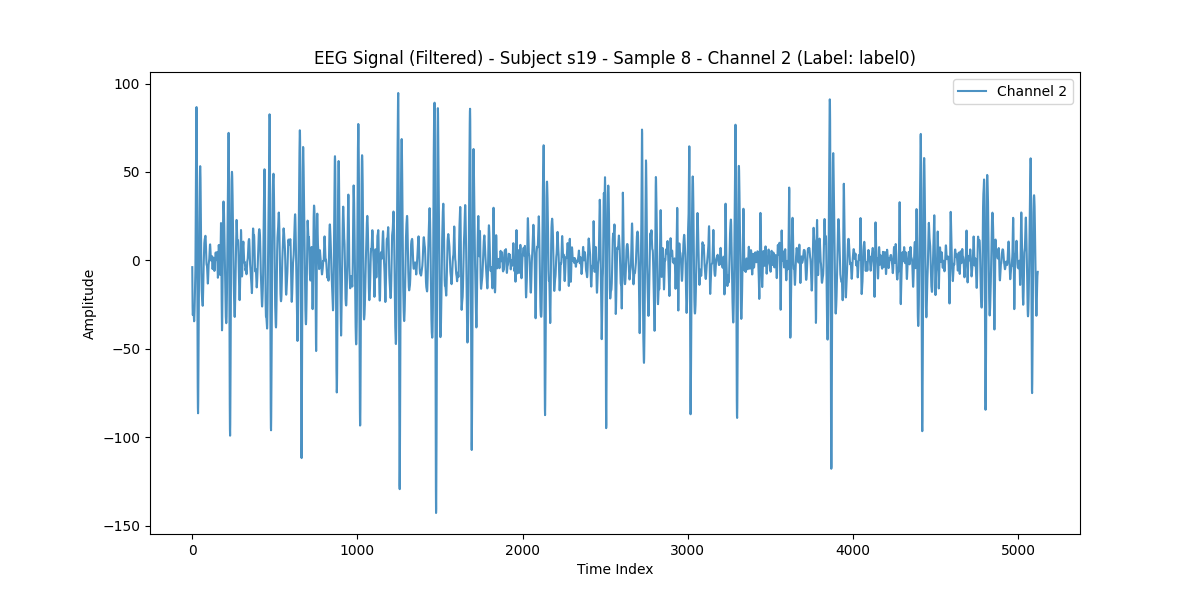 EEG Signal (Filtered) - Subject s19 - Sample 8 - Channel 2 (Label: label0)
Channel 2
100
50
0
−50
−100
−150
Amplitude
0 1000 2000 3000 4000 5000
Time Index